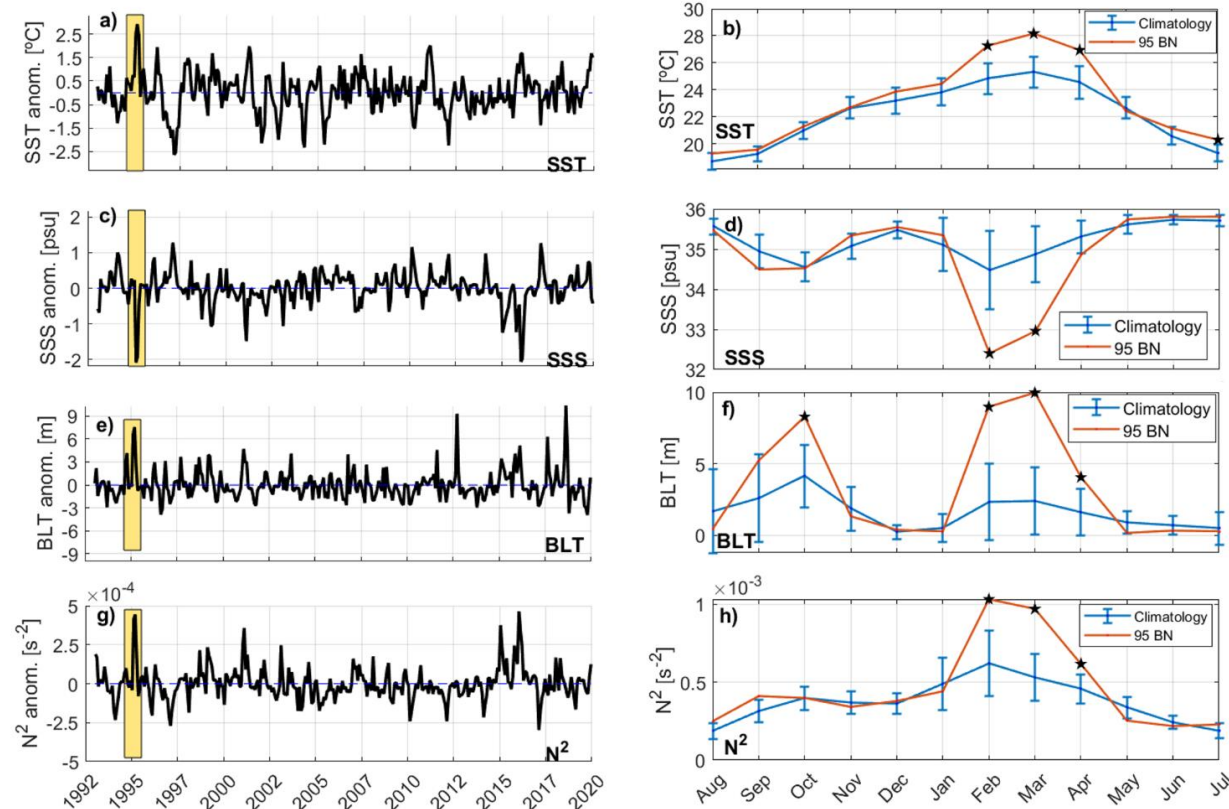 a)
SST anom. [ºC]
2.5
1.5
0.5
-0.5
-1.5
-2.5
SST
b)
SST [ºC]
30
28
26
24
22
20
Climatology
95 BN
SST
c)
SSS anom. [psu]
2
1
0
-1
-2
SSS
d)
SSS [psu]
36
35
34
33
32
Climatology
95 BN
SSS
e)
BLT anom. [m]
9
6
3
0
-3
-6
-9
BLT
f)
BLT [m]
10
5
0
Climatology
95 BN
BLT
×10-4
g)
N2 anom. [s-2]
5
2.5
0
-2.5
-5
N2
1992 1995 1997 2000 2002 2005 2007 2010 2012 2015 2017 2020
×10-3
h)
N2 [s-2]
1
0.5
0
Climatology
95 BN
N2
Aug Sep Oct Nov Dec Jan Feb Mar Apr May Jun Jul